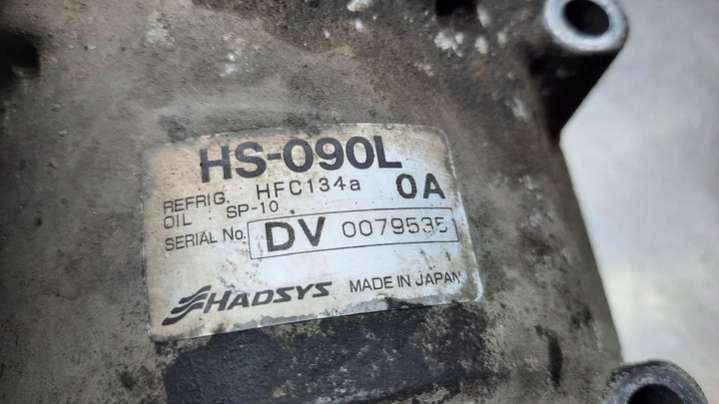 HS-090L
REFRIG. HFC134a 0A
OIL SP-10
SERIAL No. DV 0079535
HADSYS MADE IN JAPAN